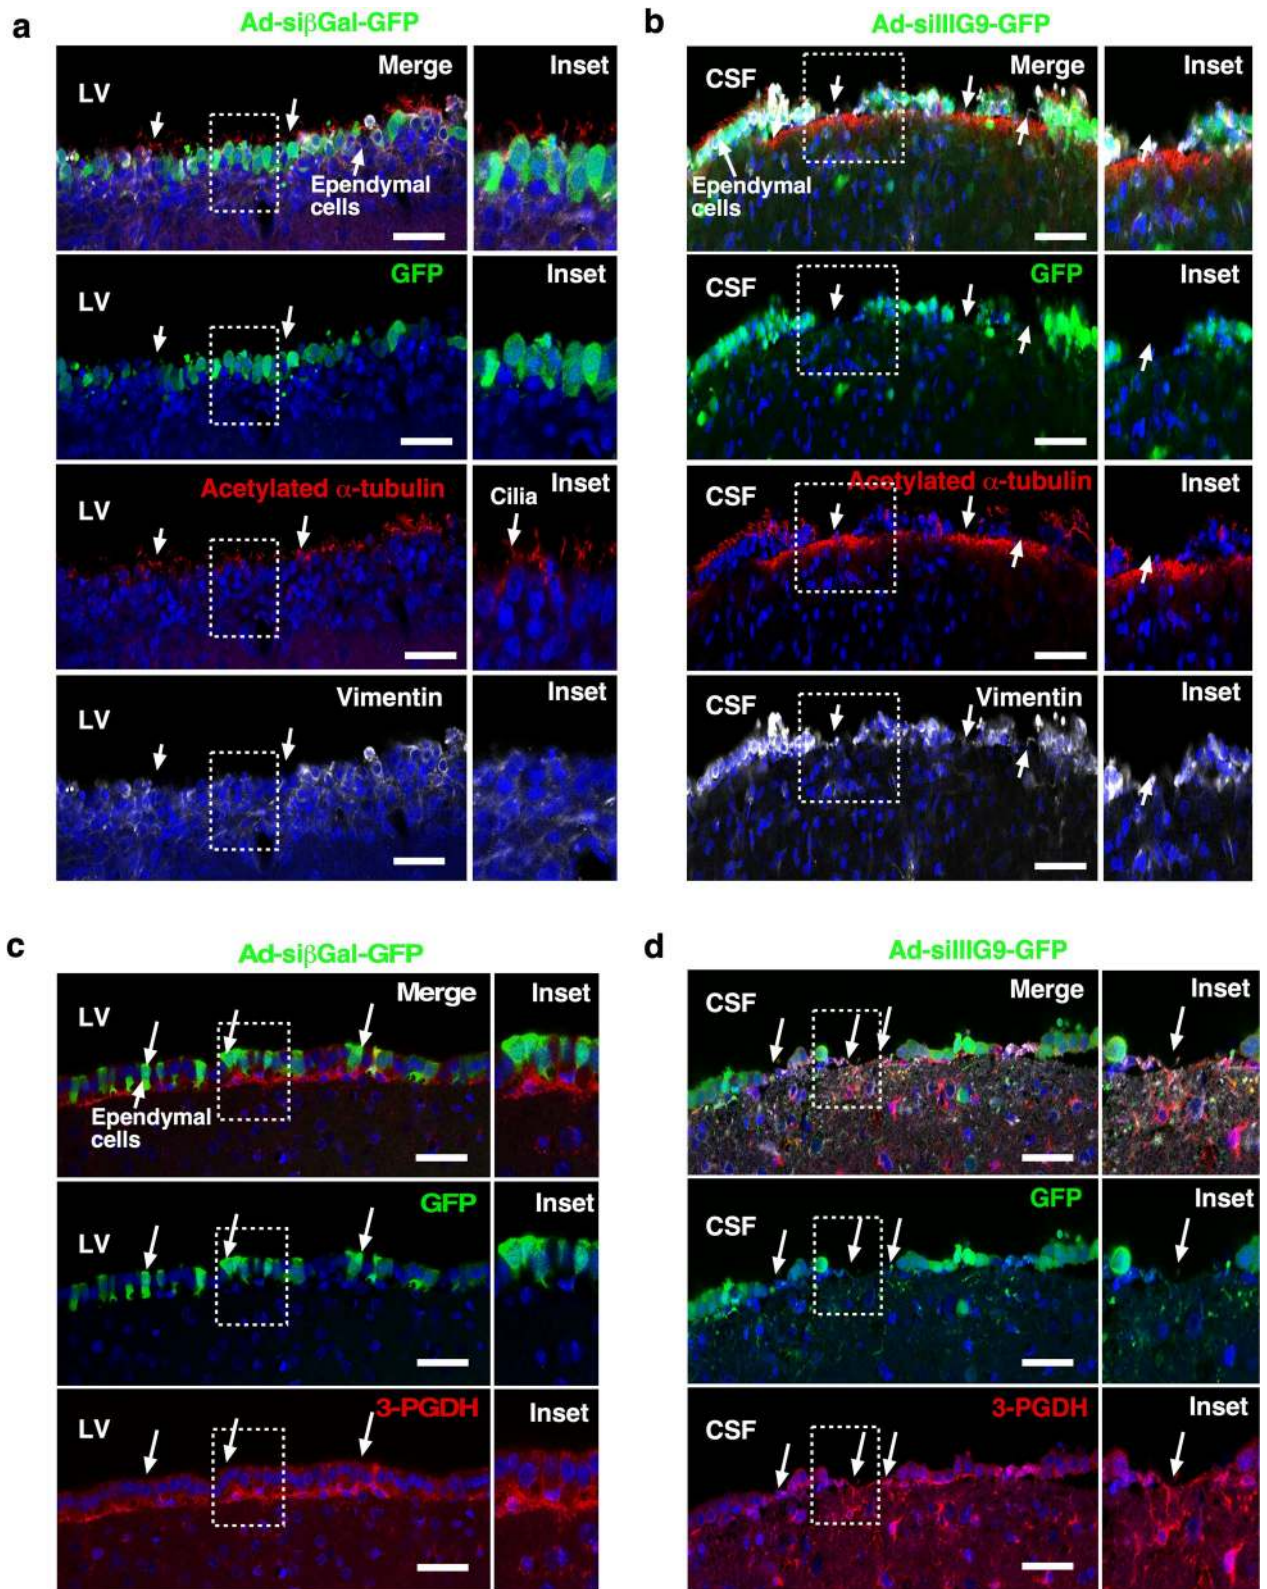 a
Ad-siβGal-GFP
LV
Merge
Inset
Ependymal
cells
LV
GFP
Inset
LV
Acetylated α-tubulin
Cilia
Inset
LV
Vimentin
Inset
b
Ad-siIIIG9-GFP
CSF
Merge
Inset
Ependymal
cells
CSF
GFP
Inset
CSF
Acetylated α-tubulin
Inset
CSF
Vimentin
Inset
c
Ad-siβGal-GFP
LV
Merge
Inset
Ependymal
cells
LV
GFP
Inset
LV
3-PGDH
Inset
d
Ad-siIIIG9-GFP
CSF
Merge
Inset
CSF
GFP
Inset
CSF
3-PGDH
Inset